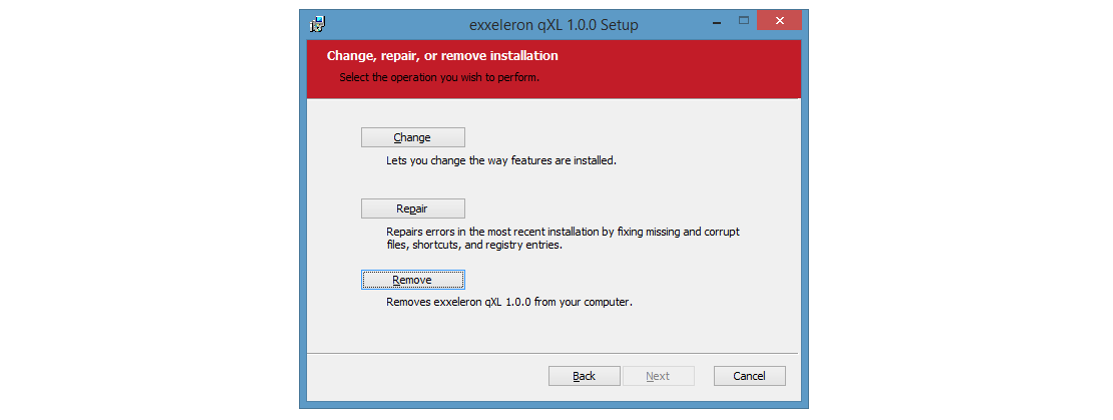 exxeleron qXL 1.0.0 Setup
Change, repair, or remove installation
Select the operation you wish to perform.
Change
Lets you change the way features are installed.
Repair
Repairs errors in the most recent installation by fixing missing and corrupt
files, shortcuts, and registry entries.
Remove
Removes exxeleron qXL 1.0.0 from your computer.
Back Next Cancel